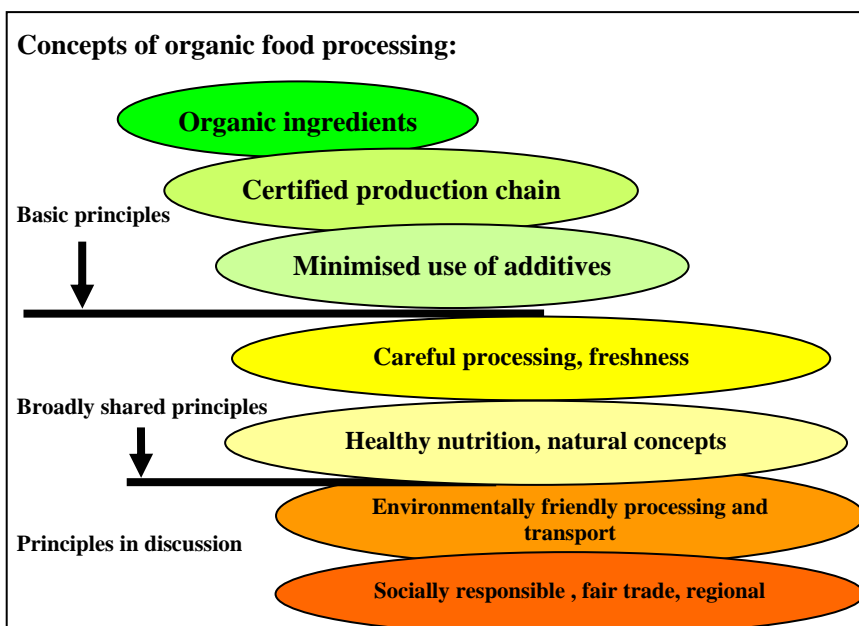 Concepts of organic food processing:
Organic ingredients
Certified production chain
Basic principles
Minimised use of additives
Careful processing, freshness
Broadly shared principles
Healthy nutrition, natural concepts
Environmentally friendly processing and
transport
Principles in discussion
Socially responsible , fair trade, regional